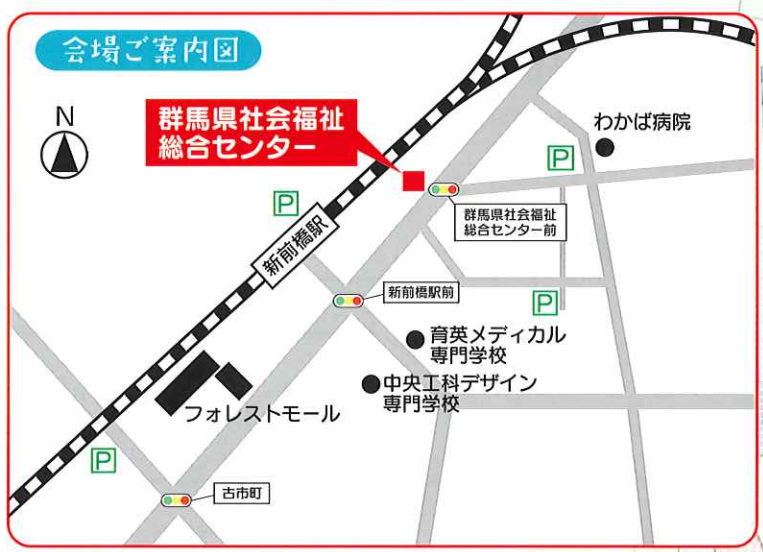 会場ご案内図
N
群馬県社会福祉
総合センター
わかば病院
P
P
群馬県社会福祉
総合センター前
新前橋駅
新前橋駅前
P
育英メディカル
専門学校
中央工科デザイン
専門学校
フォレストモール
P
古市町